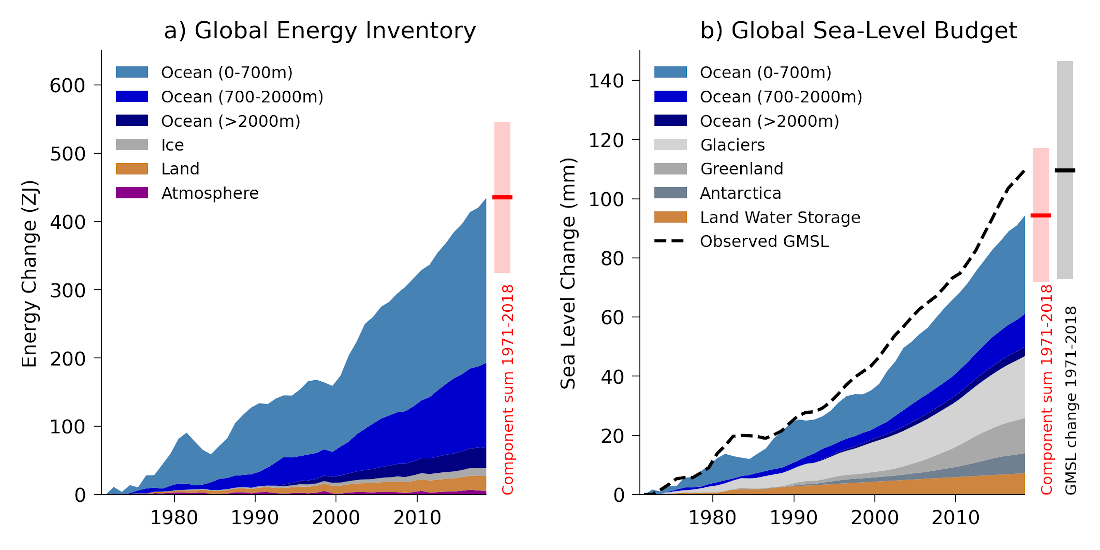 a) Global Energy Inventory
Energy Change (ZJ)
600
500
400
300
200
100
0
1980
1990
2000
2010
Ocean (0-700m)
Ocean (700-2000m)
Ocean (>2000m)
Ice
Land
Atmosphere
Component sum 1971-2018
b) Global Sea-Level Budget
Sea Level Change (mm)
140
120
100
80
60
40
20
0
1980
1990
2000
2010
Ocean (0-700m)
Ocean (700-2000m)
Ocean (>2000m)
Glaciers
Greenland
Antarctica
Land Water Storage
Observed GMSL
Component sum 1971-2018
GMSL change 1971-2018